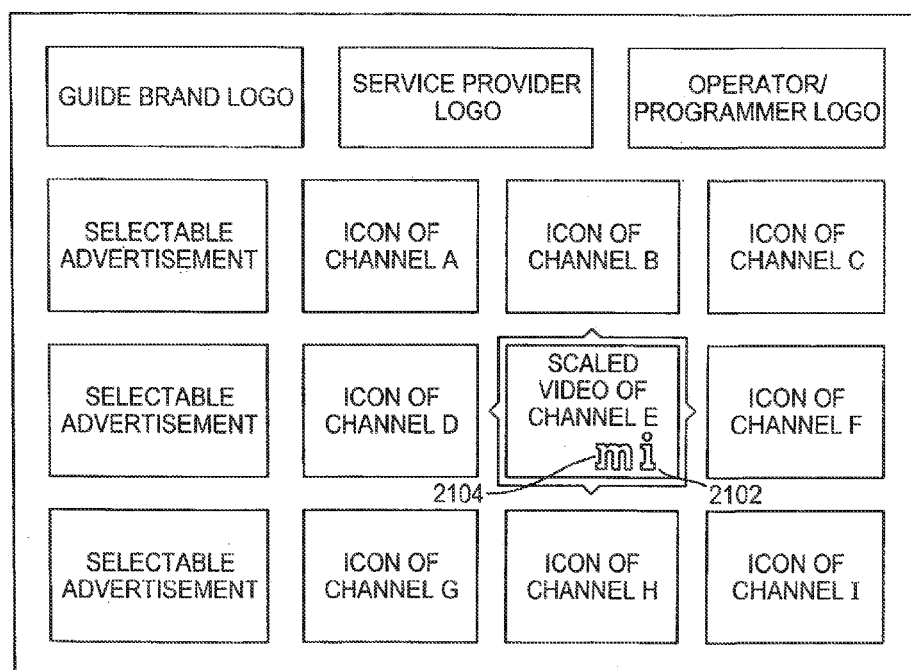 GUIDE BRAND LOGO
SERVICE PROVIDER
LOGO
OPERATOR/
PROGRAMMER LOGO
SELECTABLE
ADVERTISEMENT
ICON OF
CHANNEL A
ICON OF
CHANNEL B
ICON OF
CHANNEL C
SELECTABLE
ADVERTISEMENT
ICON OF
CHANNEL D
SCALED
VIDEO OF
CHANNEL E
m i
ICON OF
CHANNEL F
2104
2102
SELECTABLE
ADVERTISEMENT
ICON OF
CHANNEL G
ICON OF
CHANNEL H
ICON OF
CHANNEL I